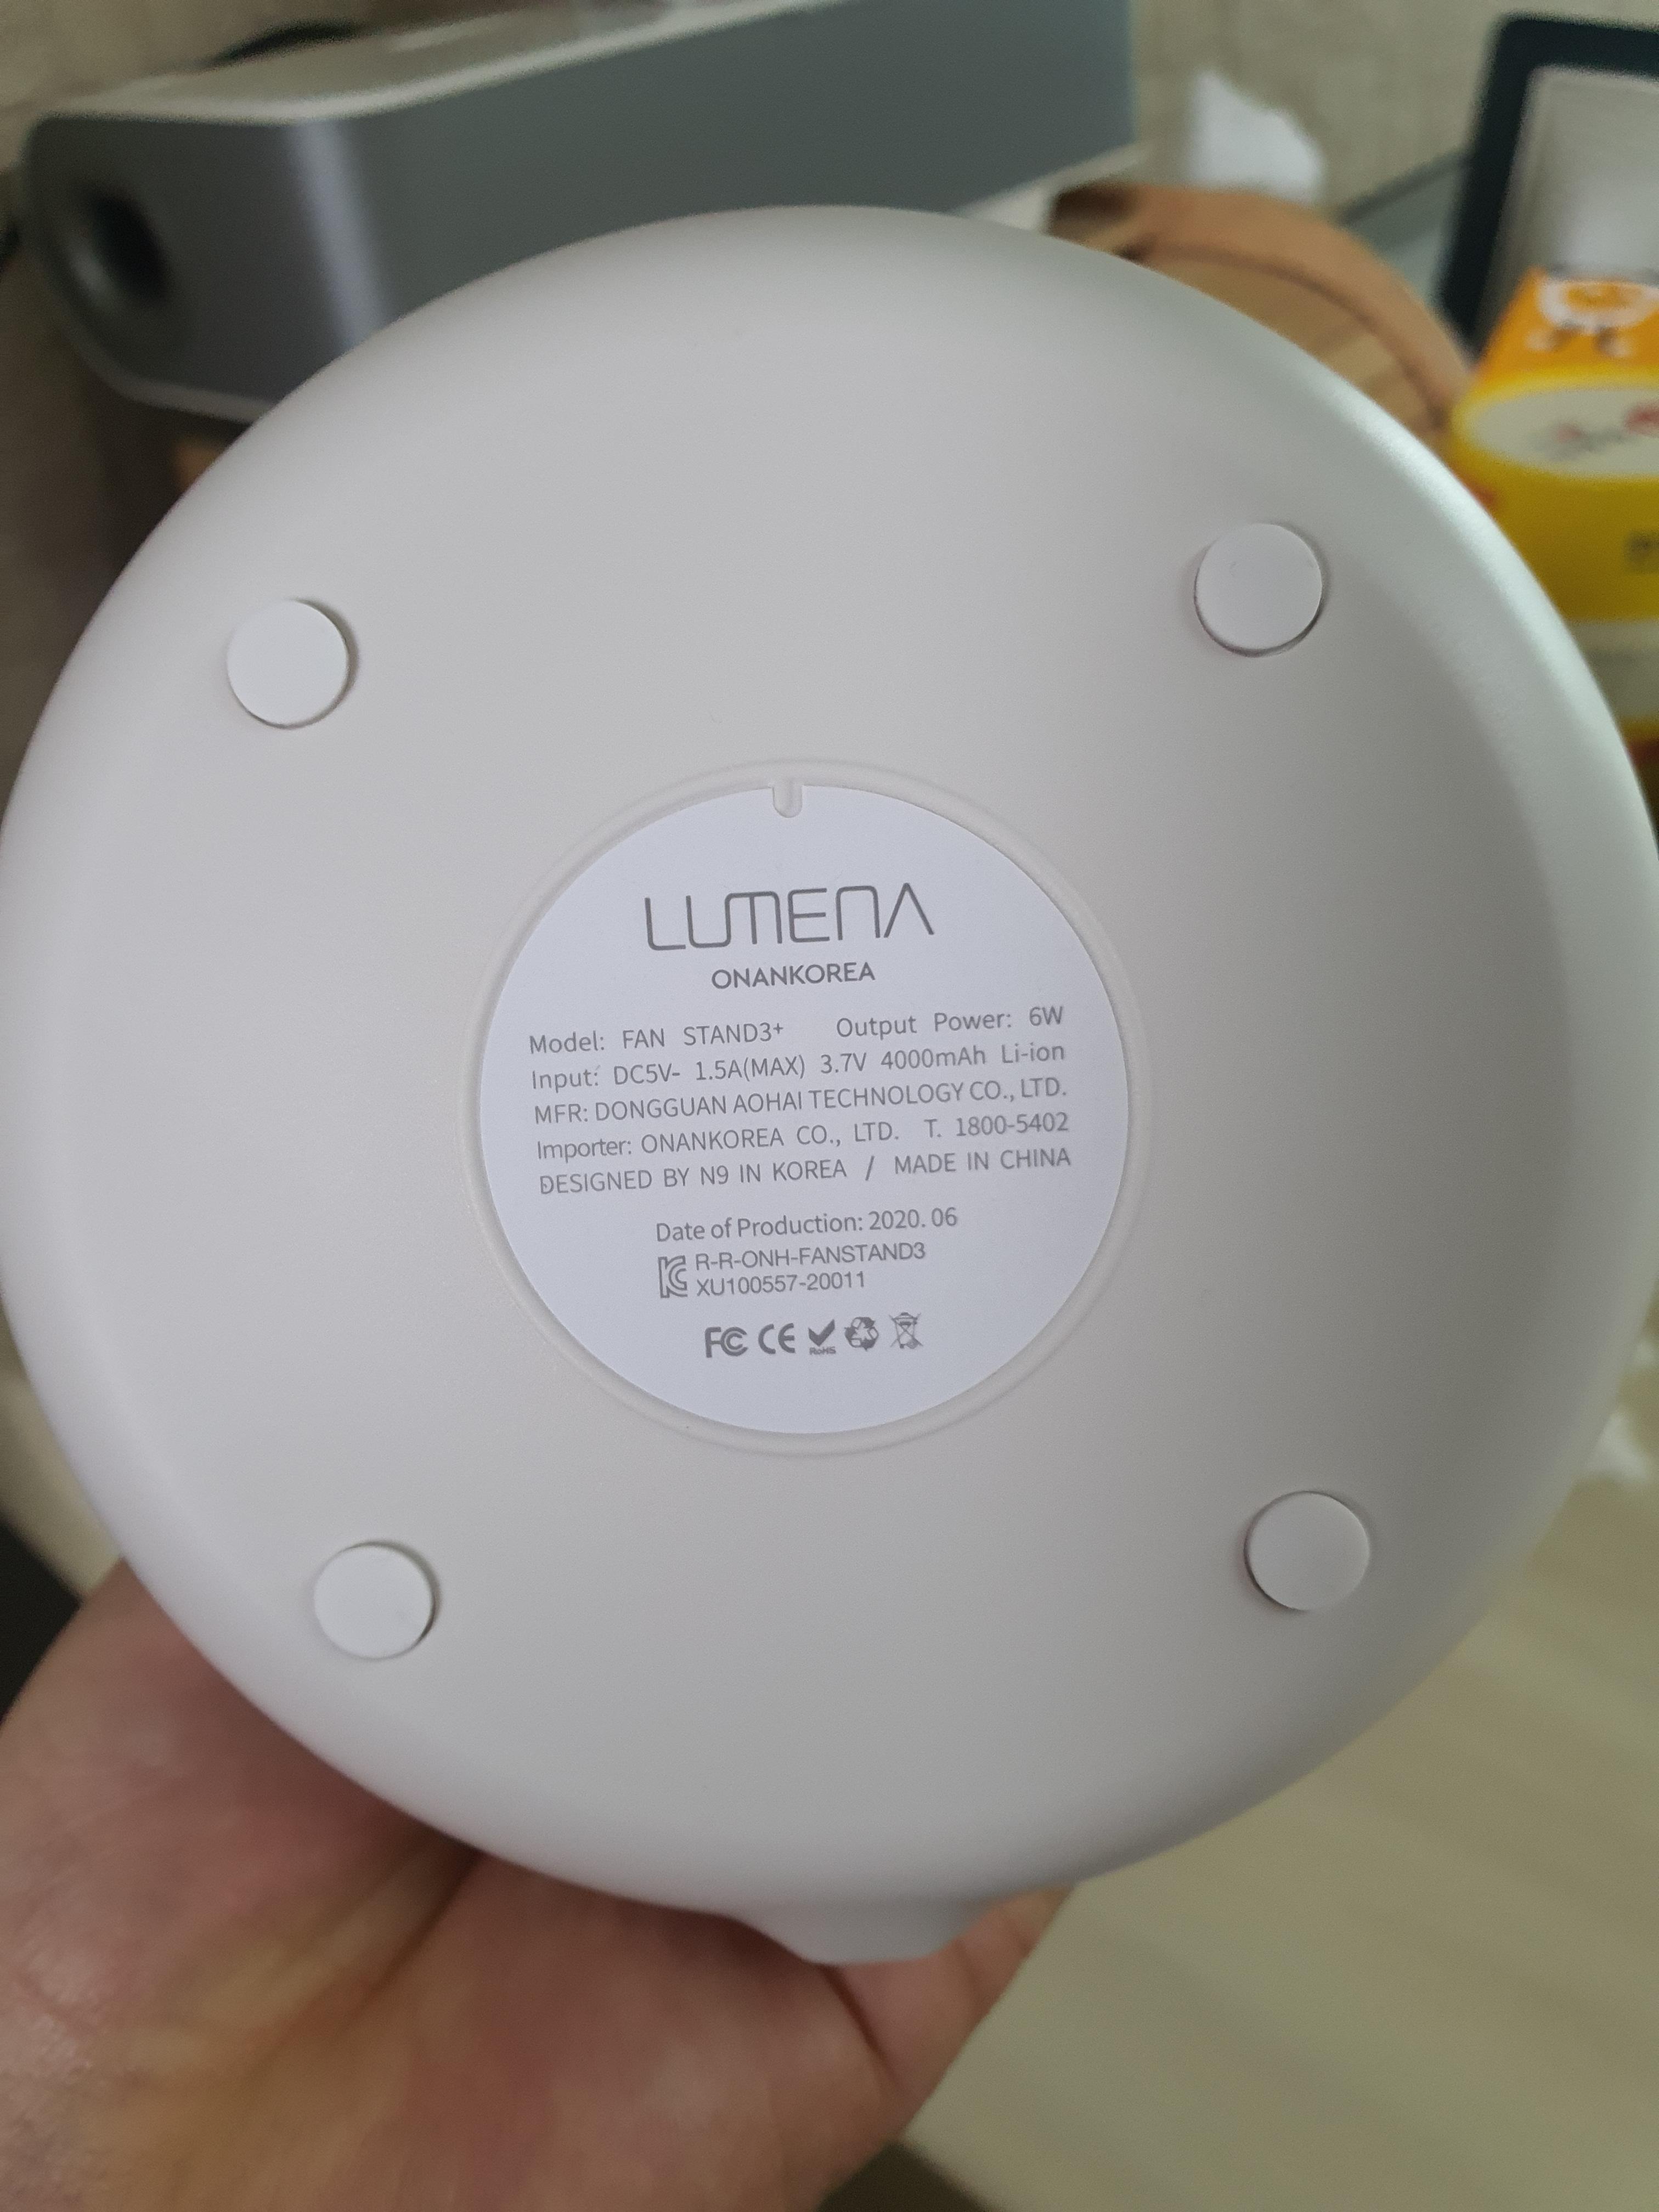 LUMENA
ONANKOREA
Model: FAN STAND3+ Output Power: 6W
Input: DC5V- 1.5A(MAX) 3.7V 4000mAh Li-ion
MFR: DONGGUAN AOHAI TECHNOLOGY CO., LTD.
Importer: ONANKOREA CO., LTD. T. 1800-5402
DESIGNED BY N9 IN KOREA / MADE IN CHINA
Date of Production: 2020. 06
R-R-ONH-FANSTAND3
XU100557-20011
FC CE RoHS